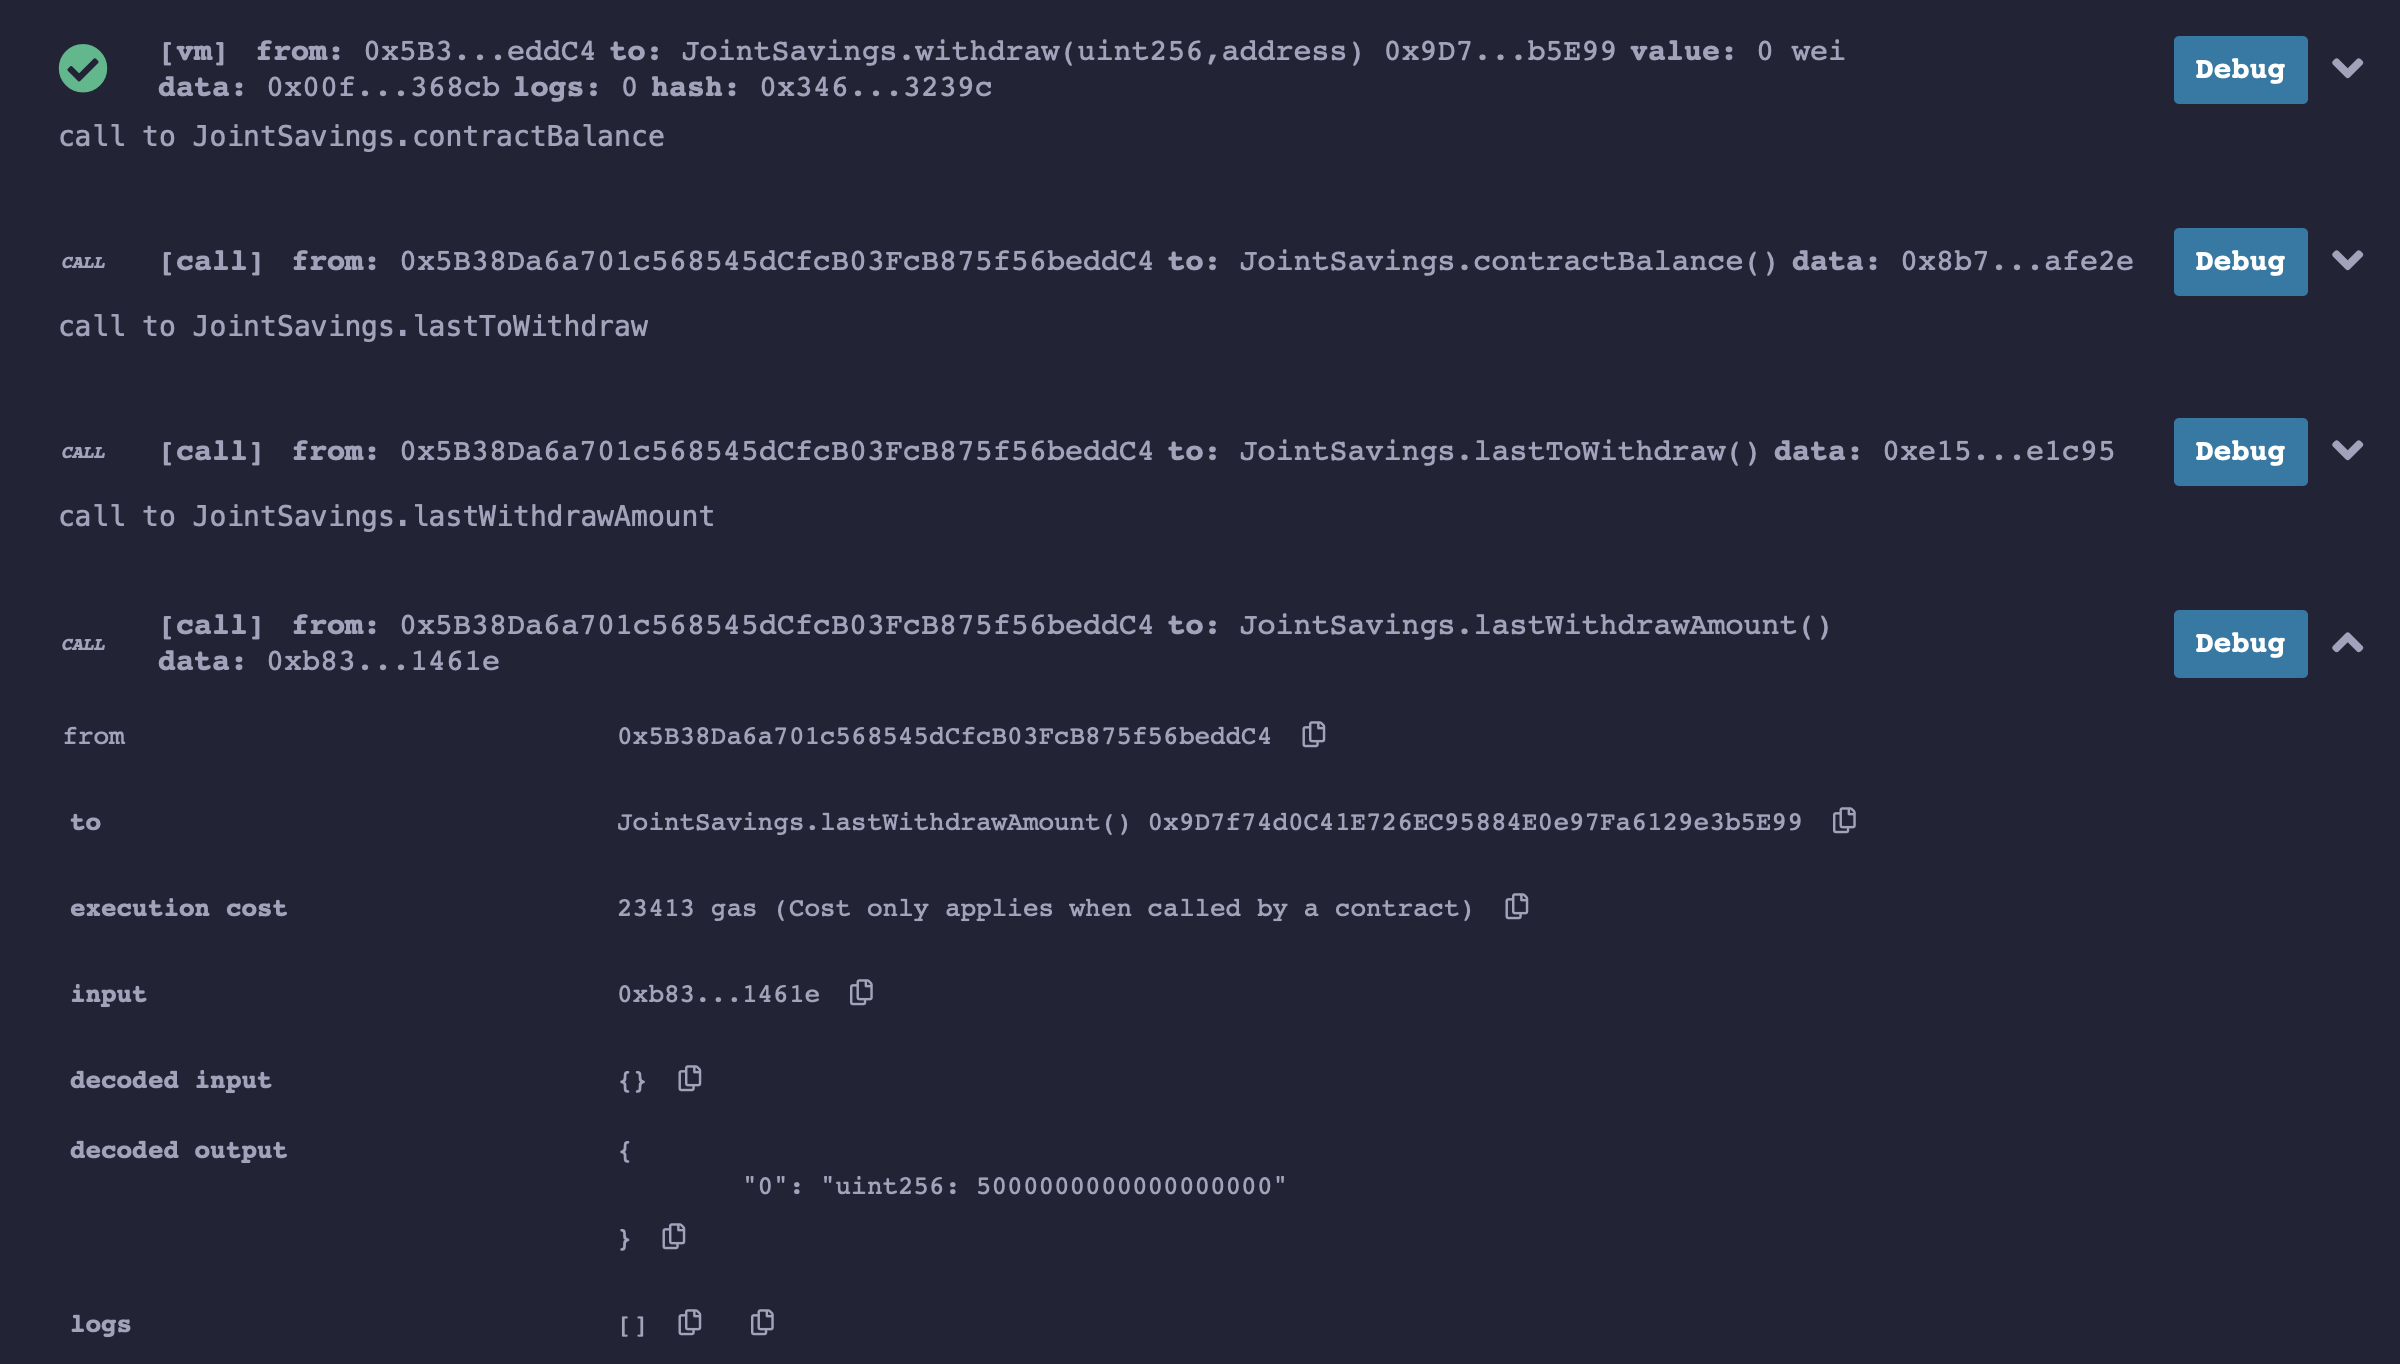 [vm] from: 0x5B3...eddC4 to: JointSavings.withdraw(uint256,address) 0x9D7...b5E99 value: 0 wei
data: 0x00f...368cb logs: 0 hash: 0x346...3239c
Debug
call to JointSavings.contractBalance
CALL [call] from: 0x5B38Da6a701c568545dCfcB03FcB875f56beddC4 to: JointSavings.contractBalance() data: 0x8b7...afe2e Debug
call to JointSavings.lastToWithdraw
CALL [call] from: 0x5B38Da6a701c568545dCfcB03FcB875f56beddC4 to: JointSavings.lastToWithdraw() data: 0xe15...e1c95 Debug
call to JointSavings.lastWithdrawAmount
CALL [call] from: 0x5B38Da6a701c568545dCfcB03FcB875f56beddC4 to: JointSavings.lastWithdrawAmount()
data: 0xb83...1461e
Debug
from 0x5B38Da6a701c568545dCfcB03FcB875f56beddC4
to JointSavings.lastWithdrawAmount() 0x9D7f74d0C41E726EC95884E0e97Fa6129e3b5E99
execution cost 23413 gas (Cost only applies when called by a contract)
input 0xb83...1461e
decoded input {}
decoded output {
"0": "uint256: 5000000000000000000"
}
logs []